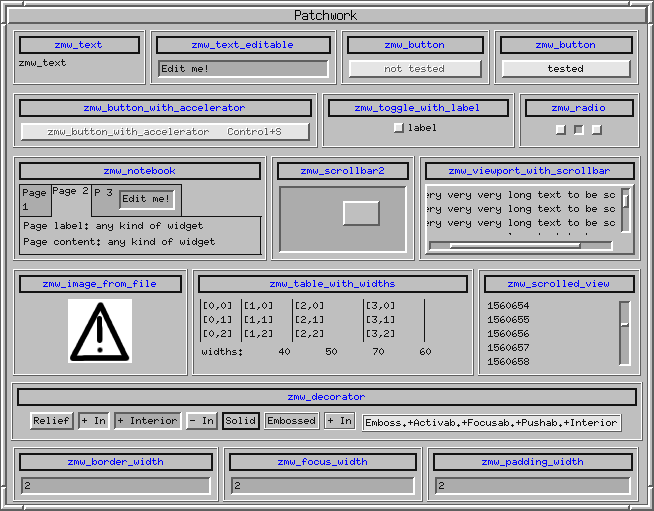 Patchwork
zmw_text
zmw_text
zmw_text_editable
Edit me!
zmw_button
not tested
zmw_button
tested
zmw_button_with_accelerator
zmw_button_with_accelerator Control+S
zmw_toggle_with_label
label
zmw_radio
zmw_notebook
Page 1
Page 2
P 3
Edit me!
Page label: any kind of widget
Page content: any kind of widget
zmw_scrollbar2
zmw_viewport_with_scrollbar
ery very very long text to be sc
ery very very long text to be sc
ery very very long text to be sc
zmw_image_from_file
zmw_table_with_widths
[0,0] [1,0] [2,0] [3,0]
[0,1] [1,1] [2,1] [3,1]
[0,2] [1,2] [2,2] [3,2]
widths: 40 50 70 60
zmw_scrolled_view
1560654
1560655
1560656
1560657
1560658
zmw_decorator
Relief + In + Interior - In Solid Embossed + In Emboss.+Activab.+Focusab.+Pushab.+Interior
zmw_border_width
2
zmw_focus_width
2
zmw_padding_width
2